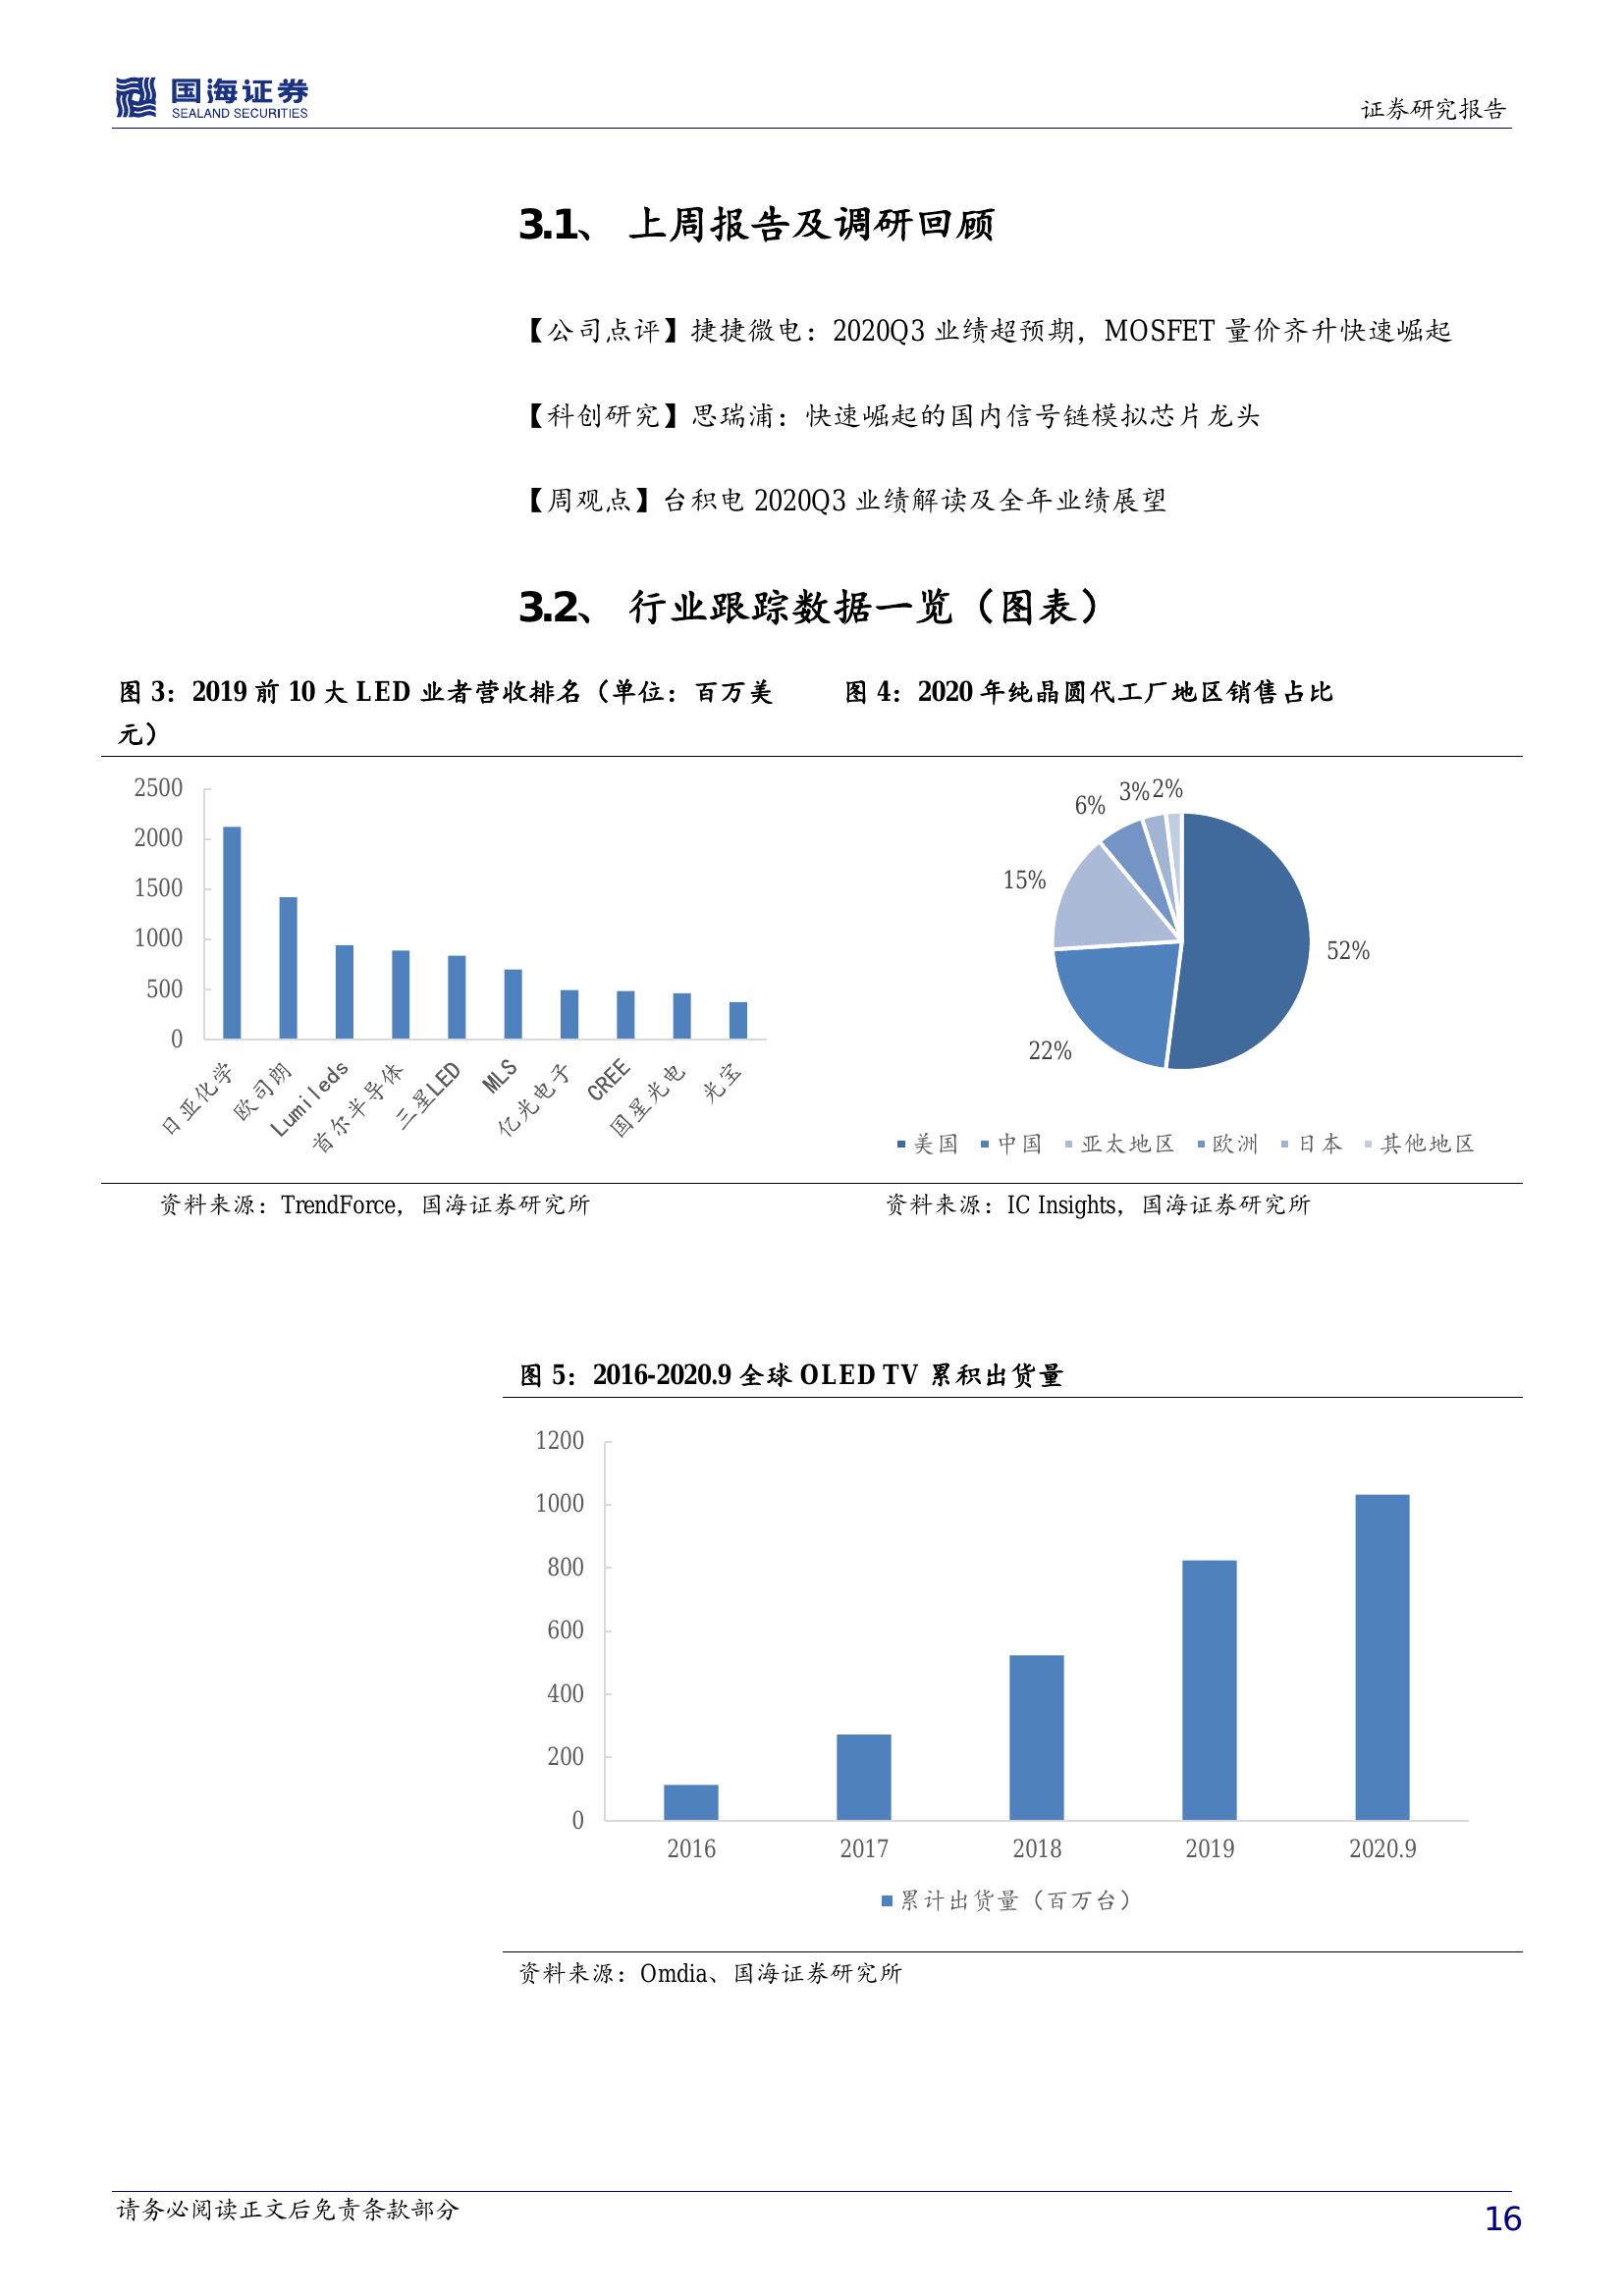 国海证券
SEALAND SECURITIES
证券研究报告
3.1、 上周报告及调研回顾
【公司点评】捷捷微电：2020Q3 业绩超预期，MOSFET 量价齐升快速崛起
【科创研究】思瑞浦：快速崛起的国内信号链模拟芯片龙头
【周观点】台积电 2020Q3 业绩解读及全年业绩展望
3.2、 行业跟踪数据一览（图表）
图 3：2019 前 10 大 LED 业者营收排名（单位：百万美
元）
2500
2000
1500
1000
500
0
日亚化学
欧司朗
Lumileds
首尔半导体
三星LED
MLS
亿光电子
CREE
国星光电
光宝
资料来源：TrendForce，国海证券研究所
图 4：2020 年纯晶圆代工厂地区销售占比
6%
3%
2%
15%
52%
22%
美国 中国 亚太地区 欧洲 日本 其他地区
资料来源：IC Insights，国海证券研究所
图 5：2016-2020.9 全球 OLED TV 累积出货量
1200
1000
800
600
400
200
0
2016 2017 2018 2019 2020.9
累计出货量（百万台）
资料来源：Omdia、国海证券研究所
请务必阅读正文后免责条款部分
16